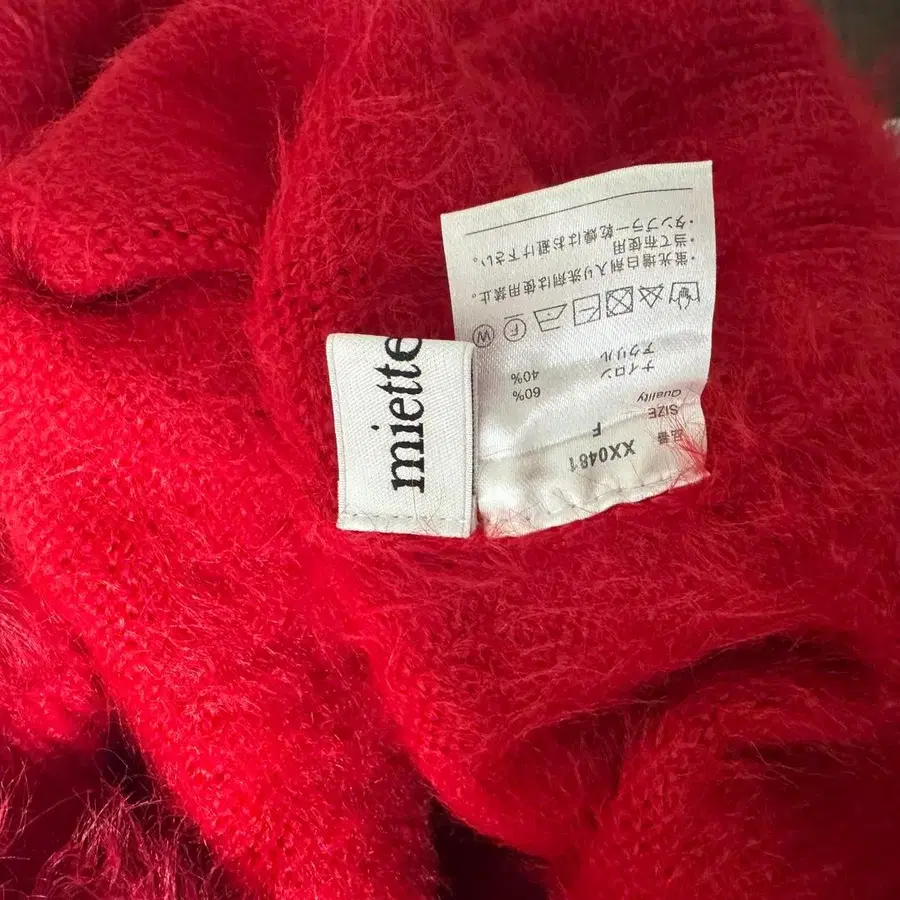 miette
品番 XX0481
SIZE F
Quality
ナイロン 60%
アクリル 40%
F W
・蛍光増白剤入り洗剤は使用禁止。
・当て布使用
・タンブラー乾燥はお避け下さい。